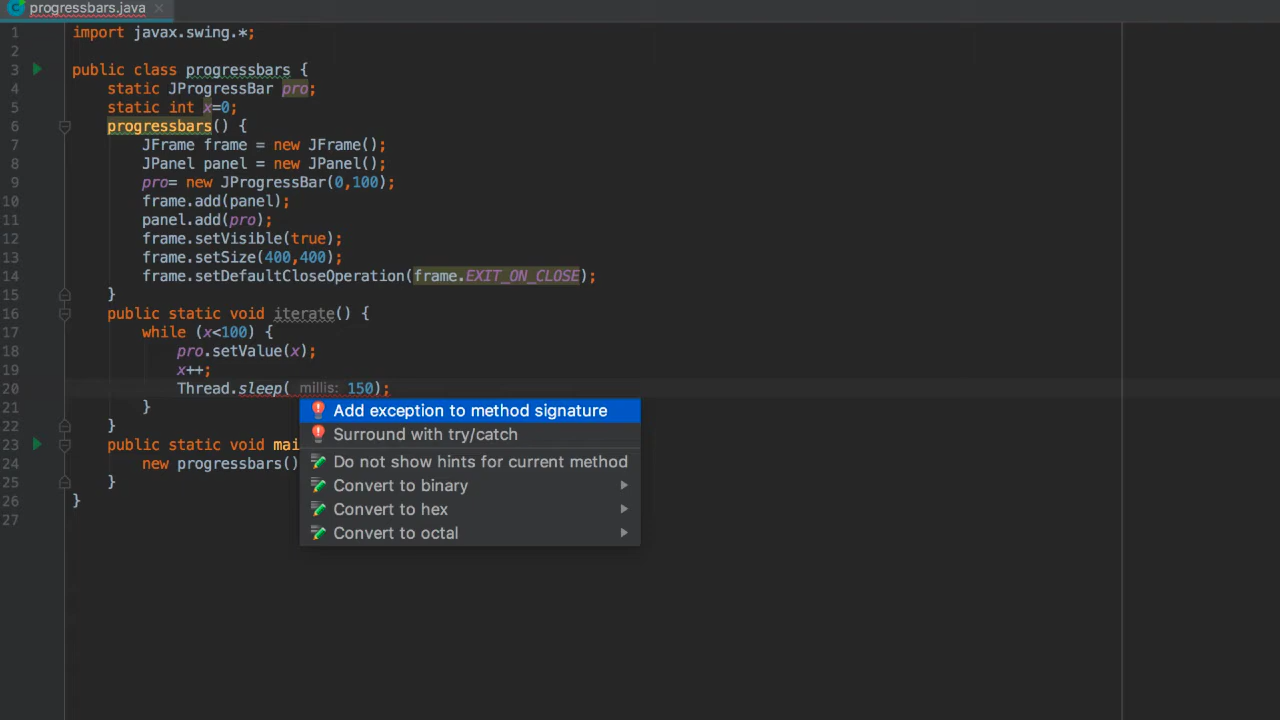 progressbars.java
1 import javax.swing.*;
2
3 public class progressbars {
4 static JProgressBar pro;
5 static int x=0;
6 progressbars() {
7 JFrame frame = new JFrame();
8 JPanel panel = new JPanel();
9 pro= new JProgressBar(0,100);
10 frame.add(panel);
11 panel.add(pro);
12 frame.setVisible(true);
13 frame.setSize(400,400);
14 frame.setDefaultCloseOperation(frame.EXIT_ON_CLOSE);
15 }
16 public static void iterate() {
17 while (x<100) {
18 pro.setValue(x);
19 x++;
20 Thread.sleep( millis: 150);
21 }
22 }
23 public static void mai
24 new progressbars()
25 }
26 }
27
Add exception to method signature
Surround with try/catch
Do not show hints for current method
Convert to binary
Convert to hex
Convert to octal